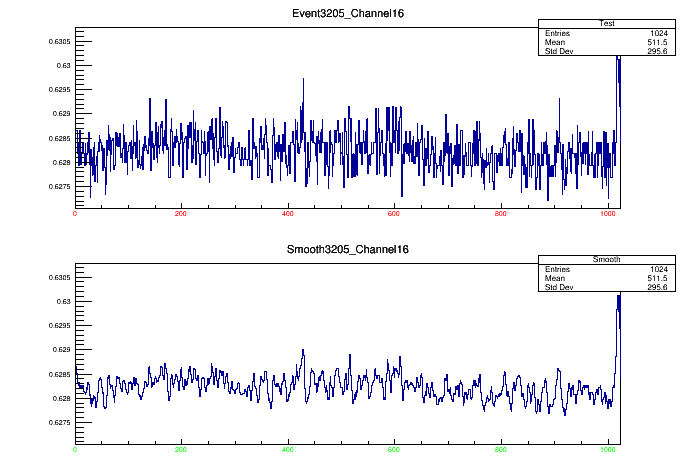 Event3205_Channel16
Test
Entries 1024
Mean 511.5
Std Dev 295.6
0.6305
0.63
0.6295
0.629
0.6285
0.628
0.6275
0 200 400 600 800 1000
Smooth3205_Channel16
Smooth
Entries 1024
Mean 511.5
Std Dev 295.6
0.6305
0.63
0.6295
0.629
0.6285
0.628
0.6275
0 200 400 600 800 1000